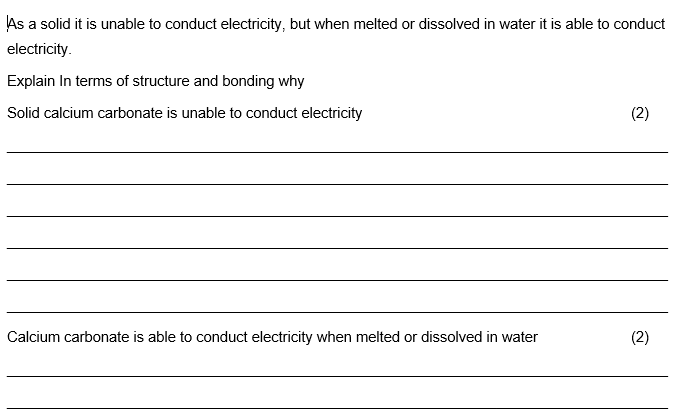 As a solid it is unable to conduct electricity, but when melted or dissolved in water it is able to conduct
electricity.
Explain In terms of structure and bonding why
Solid calcium carbonate is unable to conduct electricity (2)
Calcium carbonate is able to conduct electricity when melted or dissolved in water (2)